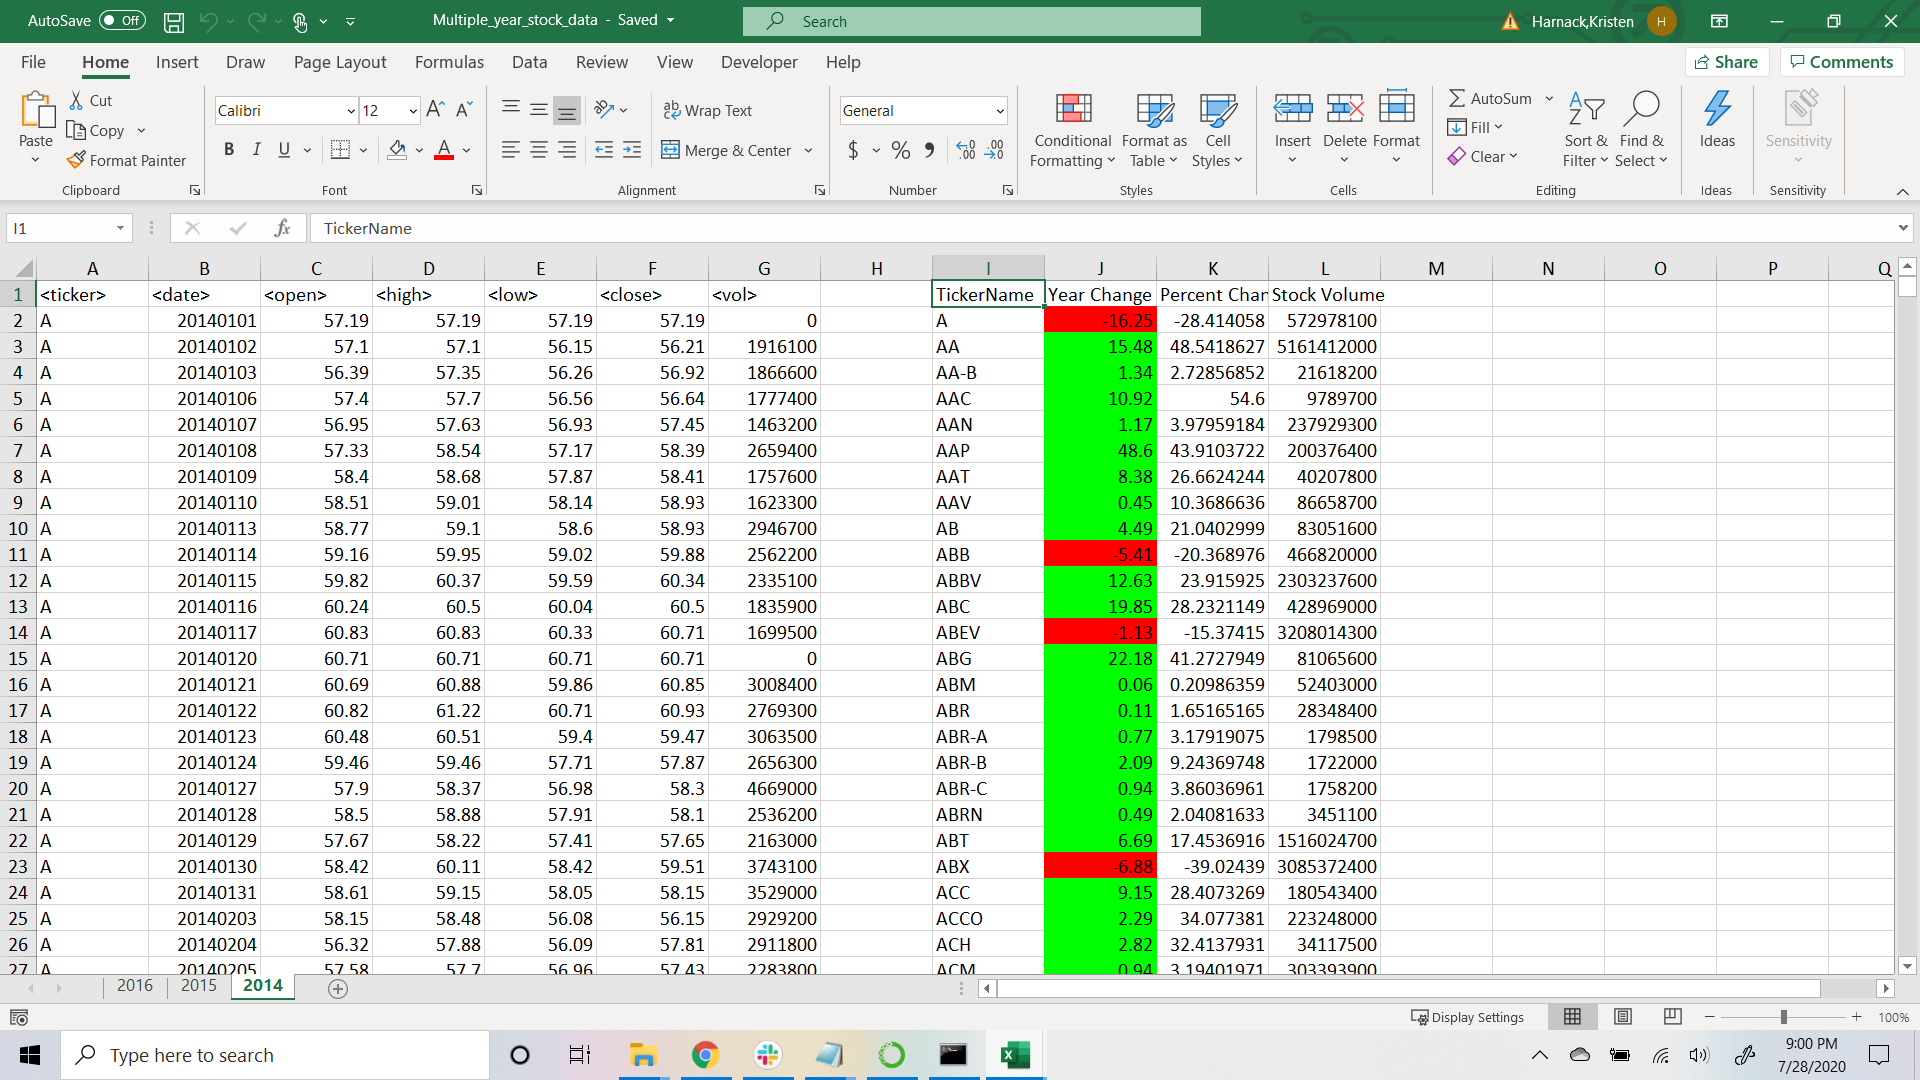 AutoSave Off Multiple_year_stock_data - Saved Search Harnack,Kristen H
File Home Insert Draw Page Layout Formulas Data Review View Developer Help Share Comments
Paste Cut Copy Format Painter Clipboard
Calibri 12 A A B I U A Font
ab Wrap Text Merge & Center Alignment
General $ % 9 .00 .00 Number
Conditional Formatting Format as Table Cell Styles Styles
Insert Delete Format Cells
AutoSum Fill Clear Sort & Filter Find & Select Editing
Ideas Ideas
Sensitivity Sensitivity
I1 fx TickerName
A B C D E F G H I J K L M N O P Q
1 <ticker> <date> <open> <high> <low> <close> <vol> TickerName Year Change Percent Chan Stock Volume
2 A 20140101 57.19 57.19 57.19 57.19 0 A -16.25 -28.414058 572978100
3 A 20140102 57.1 57.1 56.15 56.21 1916100 AA 15.48 48.5418627 5161412000
4 A 20140103 56.39 57.35 56.26 56.92 1866600 AA-B 1.34 2.72856852 21618200
5 A 20140106 57.4 57.7 56.56 56.64 1777400 AAC 10.92 54.6 9789700
6 A 20140107 56.95 57.63 56.93 57.45 1463200 AAN 1.17 3.97959184 237929300
7 A 20140108 57.33 58.54 57.17 58.39 2659400 AAP 48.6 43.9103722 200376400
8 A 20140109 58.4 58.68 57.87 58.41 1757600 AAT 8.38 26.6624244 40207800
9 A 20140110 58.51 59.01 58.14 58.93 1623300 AAV 0.45 10.3686636 86658700
10 A 20140113 58.77 59.1 58.6 58.93 2946700 AB 4.49 21.0402999 83051600
11 A 20140114 59.16 59.95 59.02 59.88 2562200 ABB -5.41 -20.368976 466820000
12 A 20140115 59.82 60.37 59.59 60.34 2335100 ABBV 12.63 23.915925 2303237600
13 A 20140116 60.24 60.5 60.04 60.5 1835900 ABC 19.85 28.2321149 428969000
14 A 20140117 60.83 60.83 60.33 60.71 1699500 ABEV -1.13 -15.37415 3208014300
15 A 20140120 60.71 60.71 60.71 60.71 0 ABG 22.18 41.2727949 81065600
16 A 20140121 60.69 60.88 59.86 60.85 3008400 ABM 0.06 0.20986359 52403000
17 A 20140122 60.82 61.22 60.71 60.93 2769300 ABR 0.11 1.65165165 28348400
18 A 20140123 60.48 60.51 59.4 59.47 3063500 ABR-A 0.77 3.17919075 1798500
19 A 20140124 59.46 59.46 57.71 57.87 2656300 ABR-B 2.09 9.24369748 1722000
20 A 20140127 57.9 58.37 56.98 58.3 4669000 ABR-C 0.94 3.86036961 1758200
21 A 20140128 58.5 58.88 57.91 58.1 2536200 ABRN 0.49 2.04081633 3451100
22 A 20140129 57.67 58.22 57.41 57.65 2163000 ABT 6.69 17.4536916 1516024700
23 A 20140130 58.42 60.11 58.42 59.51 3743100 ABX -6.88 -39.02439 3085372400
24 A 20140131 58.61 59.15 58.05 58.15 3529000 ACC 9.15 28.4073269 180543400
25 A 20140203 58.15 58.48 56.08 56.15 2929200 ACCO 2.29 34.077381 223248000
26 A 20140204 56.32 57.88 56.09 57.81 2911800 ACH 2.82 32.4137931 34117500
27 A 20140205 57.58 57.7 56.96 57.43 2283800 ACM 0.94 3.19401971 303393900
2016 2015 2014
Display Settings 100%
Type here to search 9:00 PM
7/28/2020